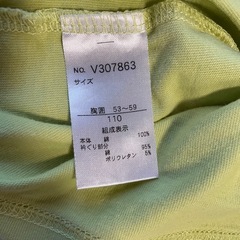 NO. V307863
サイズ
胸囲 53～59
110
組成表示
本体 綿 100%
衿ぐり部分 綿 95%
ポリウレタン 5%